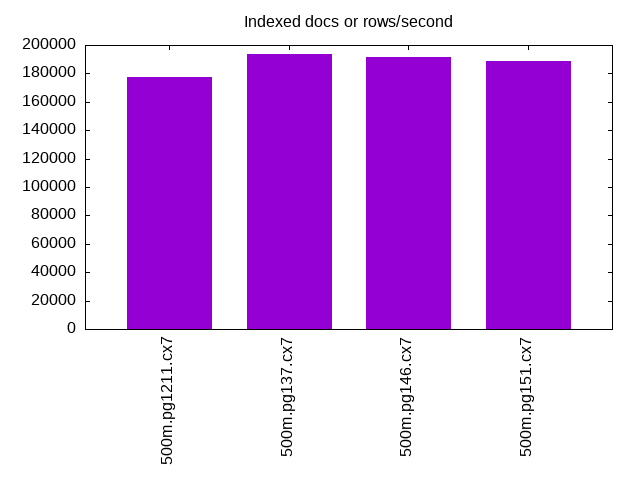 Indexed docs or rows/second
200000
180000
160000
140000
120000
100000
80000
60000
40000
20000
0
500m.pg1211.cx7
500m.pg137.cx7
500m.pg146.cx7
500m.pg151.cx7